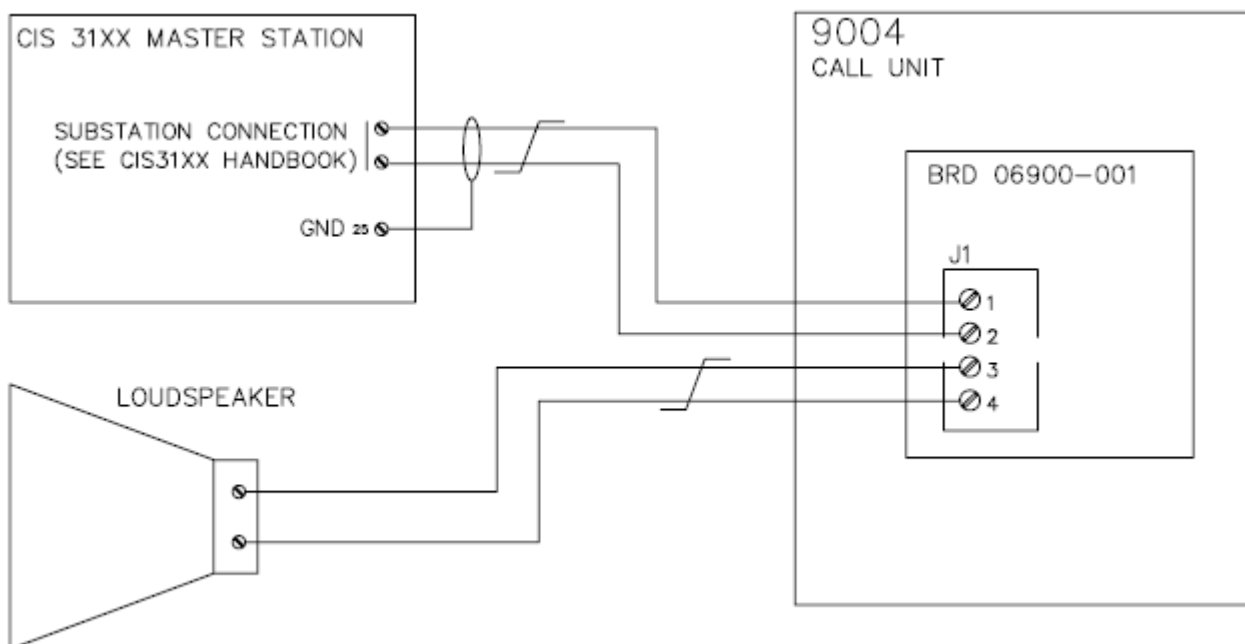 CIS 31XX MASTER STATION
SUBSTATION CONNECTION
(SEE CIS31XX HANDBOOK)
GND 25
9004
CALL UNIT
BRD 06900-001
J1
1
2
3
4
LOUDSPEAKER